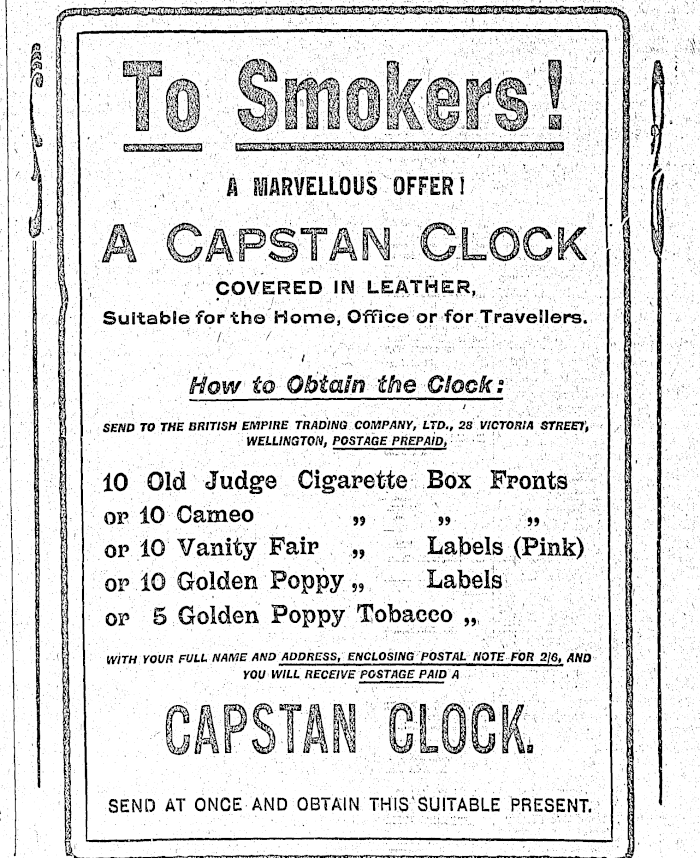 To Smokers!
A MARVELLOUS OFFER!
A CAPSTAN CLOCK
COVERED IN LEATHER,
Suitable for the Home, Office or for Travellers.
How to Obtain the Clock:
SEND TO THE BRITISH EMPIRE TRADING COMPANY, LTD., 28 VICTORIA STREET,
WELLINGTON, POSTAGE PREPAID,
10 Old Judge Cigarette Box Fronts
or 10 Cameo „ „ „
or 10 Vanity Fair „ Labels (Pink)
or 10 Golden Poppy „ Labels
or 5 Golden Poppy Tobacco „
WITH YOUR FULL NAME AND ADDRESS, ENCLOSING POSTAL NOTE FOR 2/6, AND
YOU WILL RECEIVE POSTAGE PAID A
CAPSTAN CLOCK.
SEND AT ONCE AND OBTAIN THIS SUITABLE PRESENT.